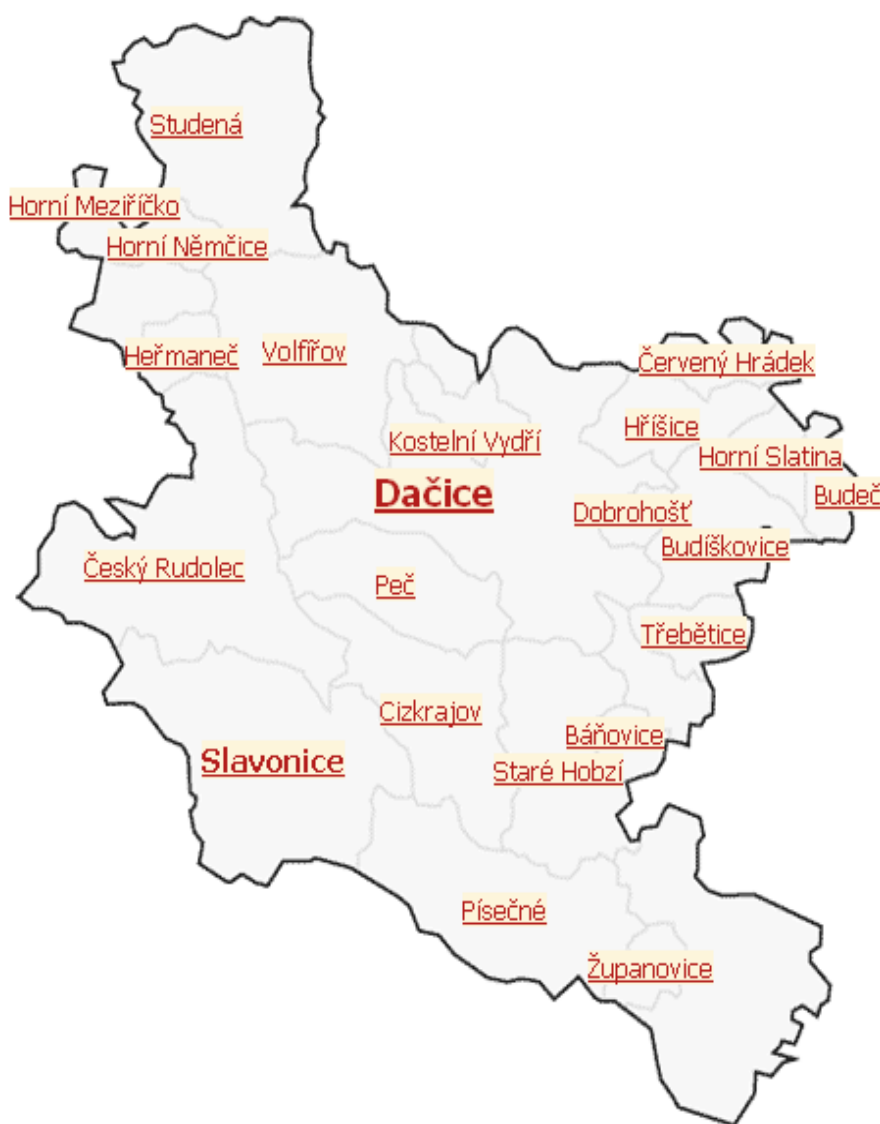 Studená
Horní Meziříčko
Horní Němčice
Heřmaneč
Volfířov
Červený Hrádek
Hříšice
Kostelní Vydří
Horní Slatina
Dačice
Budeč
Dobrohošť
Budíškovice
Český Rudolec
Peč
Třebětice
Cizkrajov
Báňovice
Slavonice
Staré Hobzí
Písečné
Županovice